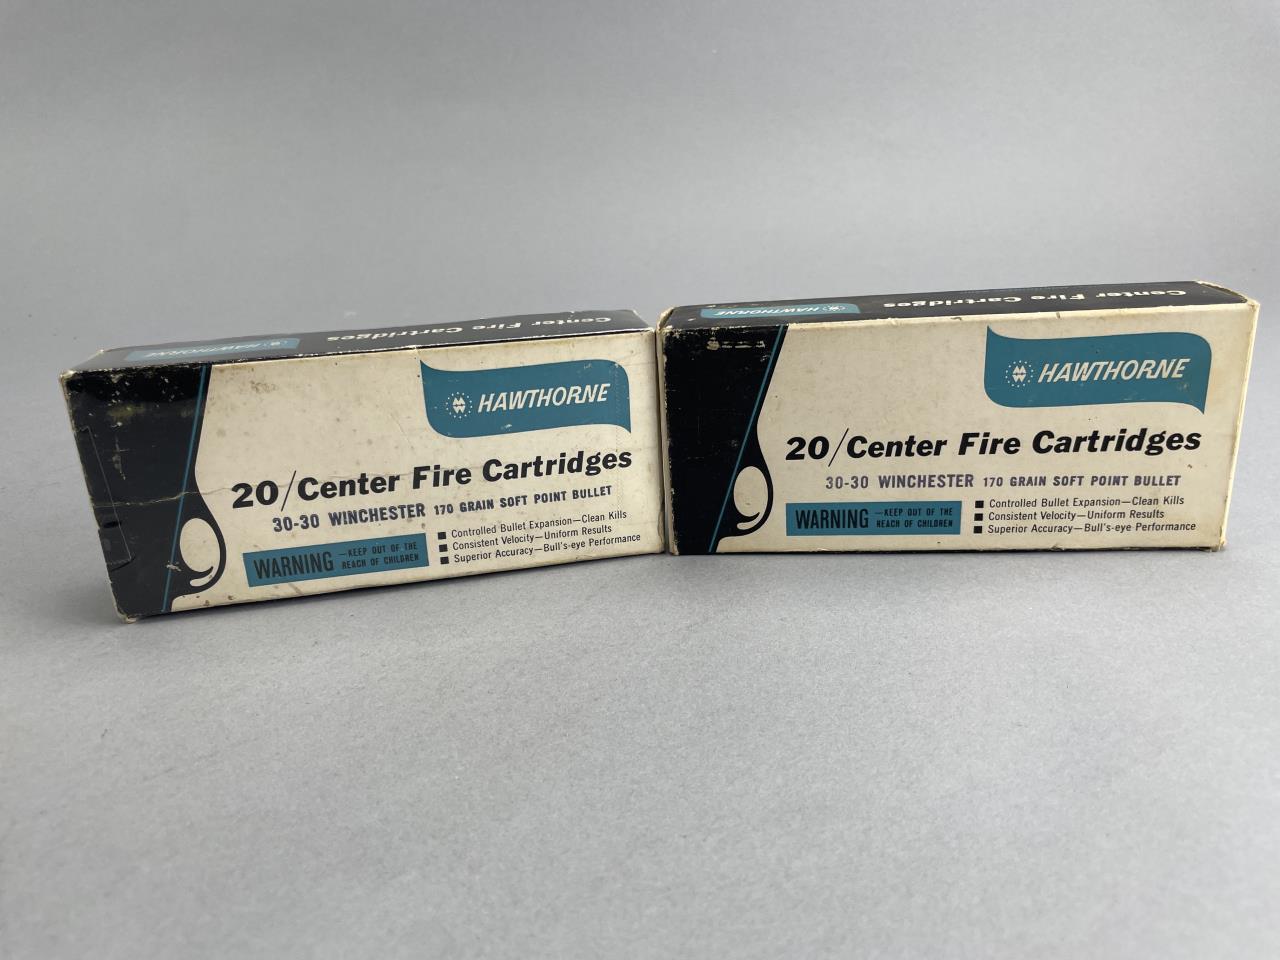 HAWTHORNE
Center Fire Cartridges
HAWTHORNE
20/Center Fire Cartridges
30-30 WINCHESTER 170 GRAIN SOFT POINT BULLET
WARNING —KEEP OUT OF THE
REACH OF CHILDREN
■ Controlled Bullet Expansion—Clean Kills
■ Consistent Velocity—Uniform Results
■ Superior Accuracy—Bull's-eye Performance
HAWTHORNE
Center Fire Cartridges
HAWTHORNE
20/Center Fire Cartridges
30-30 WINCHESTER 170 GRAIN SOFT POINT BULLET
WARNING —KEEP OUT OF THE
REACH OF CHILDREN
■ Controlled Bullet Expansion—Clean Kills
■ Consistent Velocity—Uniform Results
■ Superior Accuracy—Bull's-eye Performance